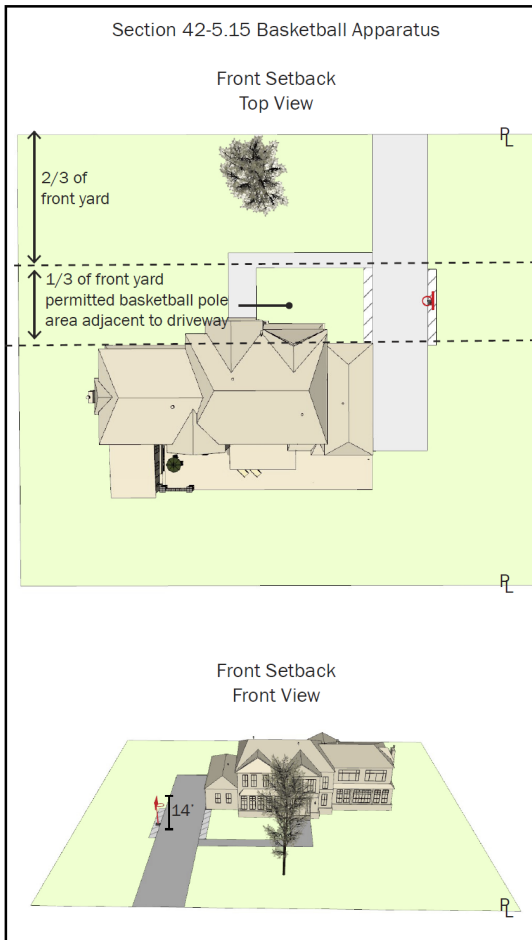 Section 42-5.15 Basketball Apparatus
Front Setback
Top View
PL
2/3 of
front yard
1/3 of front yard
permitted basketball pole
area adjacent to driveway
PL
Front Setback
Front View
14'
PL